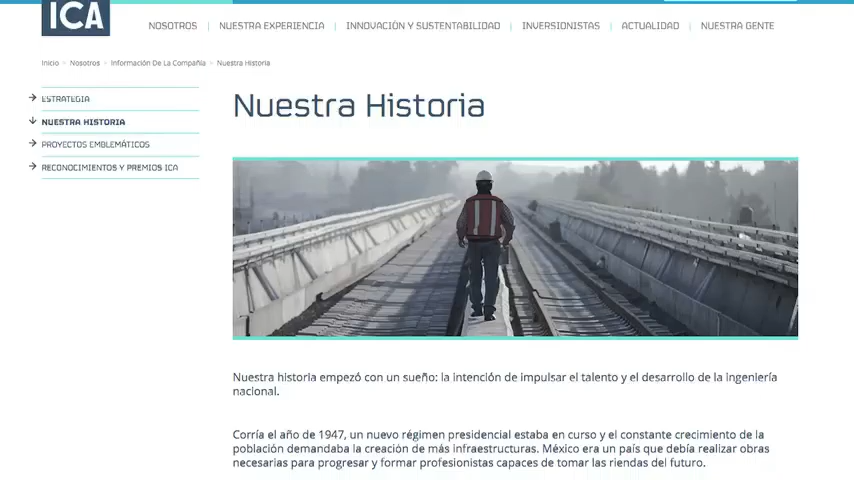 ICA
NOSOTROS
NUESTRA EXPERIENCIA
INNOVACIÓN Y SUSTENTABILIDAD
INVERSIONISTAS
ACTUALIDAD
NUESTRA GENTE
Inicio > Nosotros > Información De La Compañía > Nuestra Historia
ESTRATEGIA
NUESTRA HISTORIA
PROYECTOS EMBLEMÁTICOS
RECONOCIMIENTOS Y PREMIOS ICA
Nuestra Historia
Nuestra historia empezó con un sueño: la intención de impulsar el talento y el desarrollo de la ingeniería
nacional.
Corría el año de 1947, un nuevo régimen presidencial estaba en curso y el constante crecimiento de la
población demandaba la creación de más infraestructuras. México era un país que debía realizar obras
necesarias para progresar y formar profesionistas capaces de tomar las riendas del futuro.